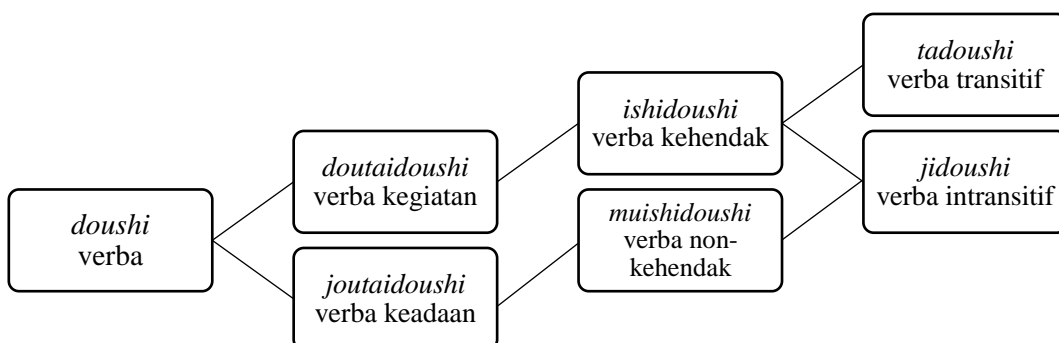 doushi
verba
doutaidoushi
verba kegiatan
joutaidoushi
verba keadaan
ishidoushi
verba kehendak
muishidoushi
verba non-
kehendak
tadoushi
verba transitif
jidoushi
verba intransitif